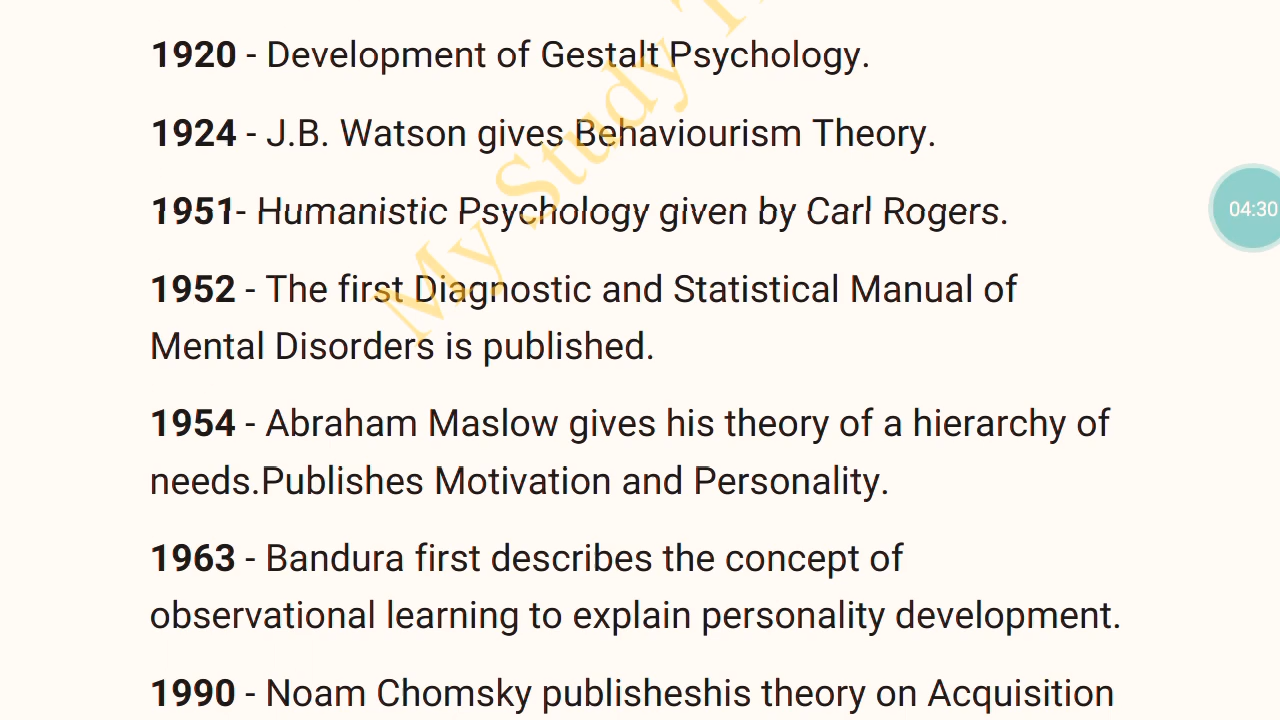 1920 - Development of Gestalt Psychology.
1924 - J.B. Watson gives Behaviourism Theory.
1951- Humanistic Psychology given by Carl Rogers.
04:30
1952 - The first Diagnostic and Statistical Manual of
Mental Disorders is published.
1954 - Abraham Maslow gives his theory of a hierarchy of
needs.Publishes Motivation and Personality.
1963 - Bandura first describes the concept of
observational learning to explain personality development.
1990 - Noam Chomsky publisheshis theory on Acquisition
My Study